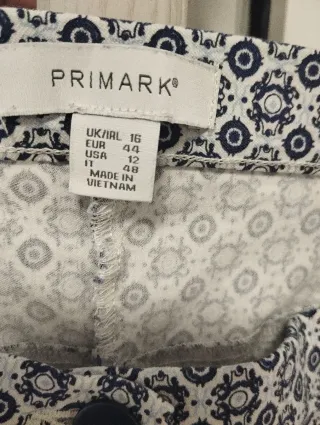 PRIMARK®
UK/IRL 16
EUR 44
USA 12
IT 48
MADE IN
VIETNAM